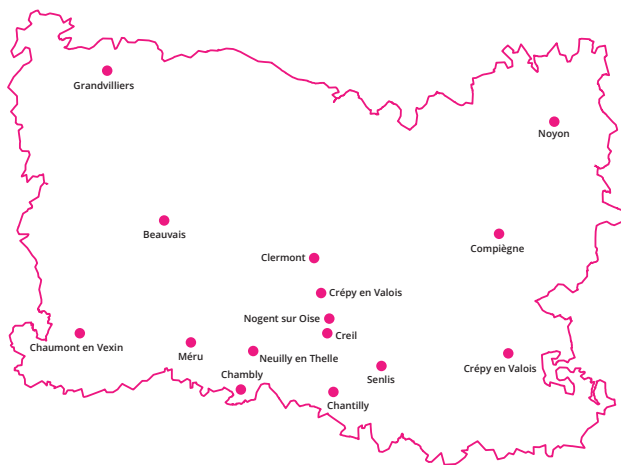 Grandvilliers
Noyon
Beauvais
Compiègne
Clermont
Crépy en Valois
Nogent sur Oise
Creil
Chaumont en Vexin
Méru
Neuilly en Thelle
Crépy en Valois
Senlis
Chambly
Chantilly